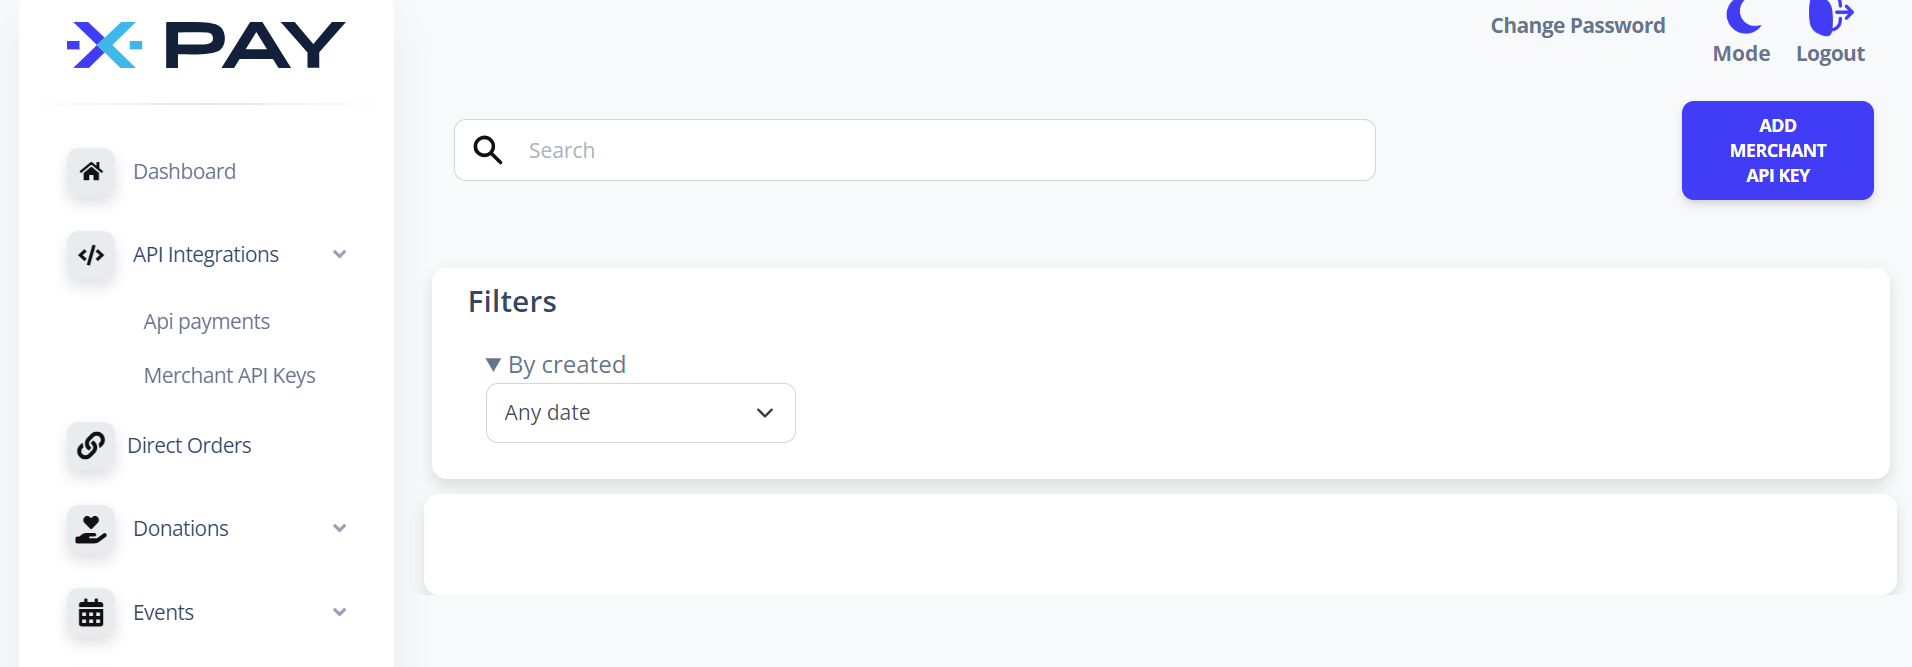 X PAY
Change Password
Mode
Logout
Search
ADD
MERCHANT
API KEY
Dashboard
API Integrations
Api payments
Merchant API Keys
Direct Orders
Donations
Events
Filters
By created
Any date